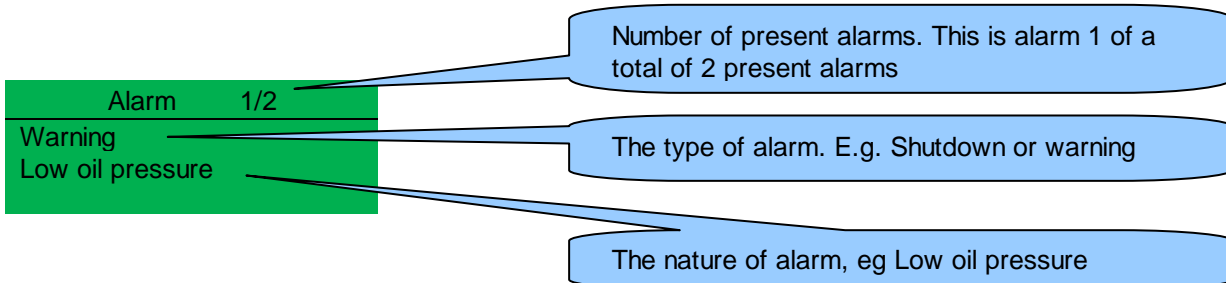 Number of present alarms. This is alarm 1 of a
total of 2 present alarms
Alarm 1/2
Warning
Low oil pressure
The type of alarm. E.g. Shutdown or warning
The nature of alarm, eg Low oil pressure